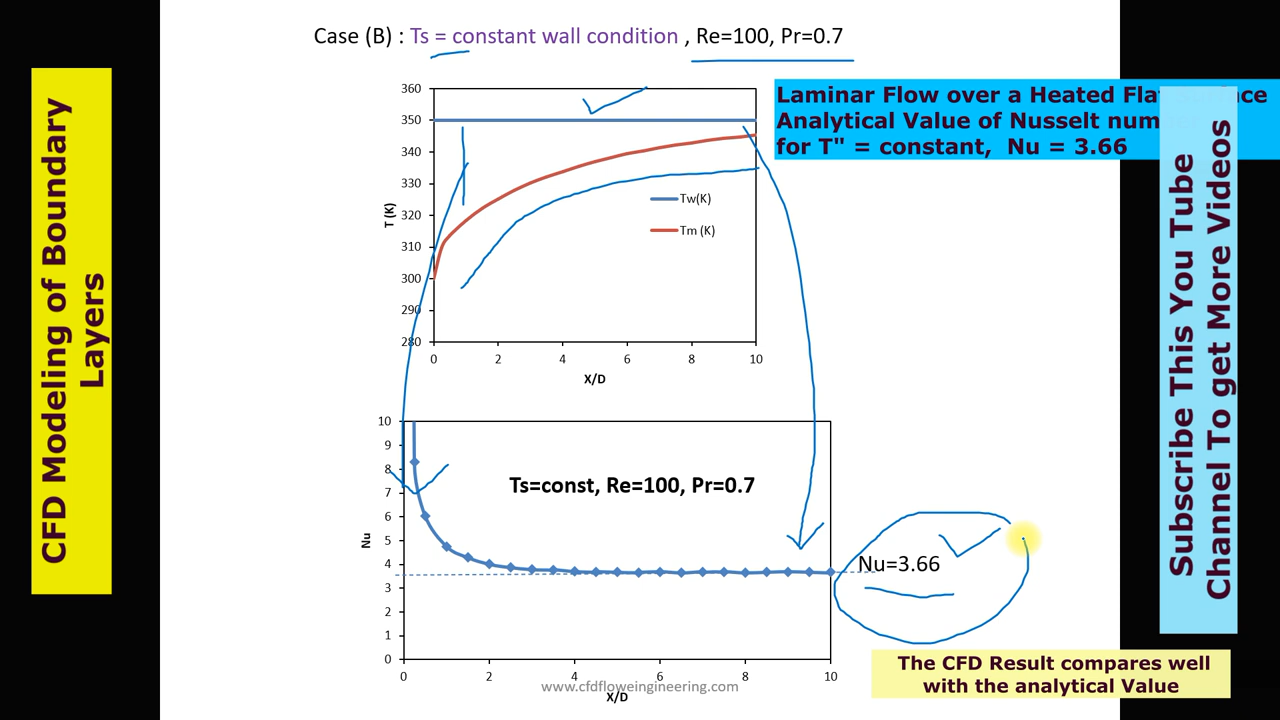 Case (B) : Ts = constant wall condition , Re=100, Pr=0.7
CFD Modeling of Boundary
Layers
Laminar Flow over a Heated Flat Surface
Analytical Value of Nusselt num
for T" = constant, Nu = 3.66
Subscribe This You Tube
Channel To get More Videos
360
350
340
330
320
310
300
290
280
T (K)
Tw(K)
Tm (K)
0 2 4 6 8 10
X/D
10
9
8
7
6
5
4
3
2
1
0
Nu
Ts=const, Re=100, Pr=0.7
Nu=3.66
0 2 4 6 8 10
X/D
www.cfdfloweingineering.com
The CFD Result compares well
with the analytical Value